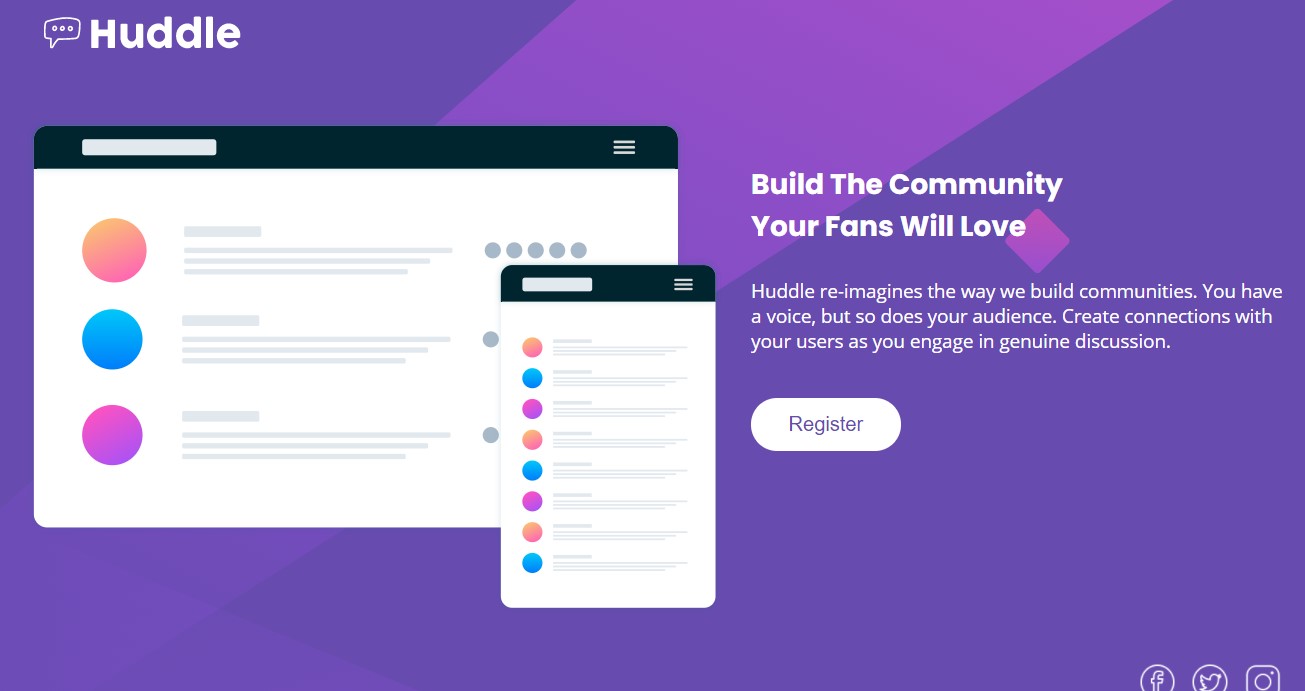 Huddle
Build The Community
Your Fans Will Love
Huddle re-imagines the way we build communities. You have
a voice, but so does your audience. Create connections with
your users as you engage in genuine discussion.
Register